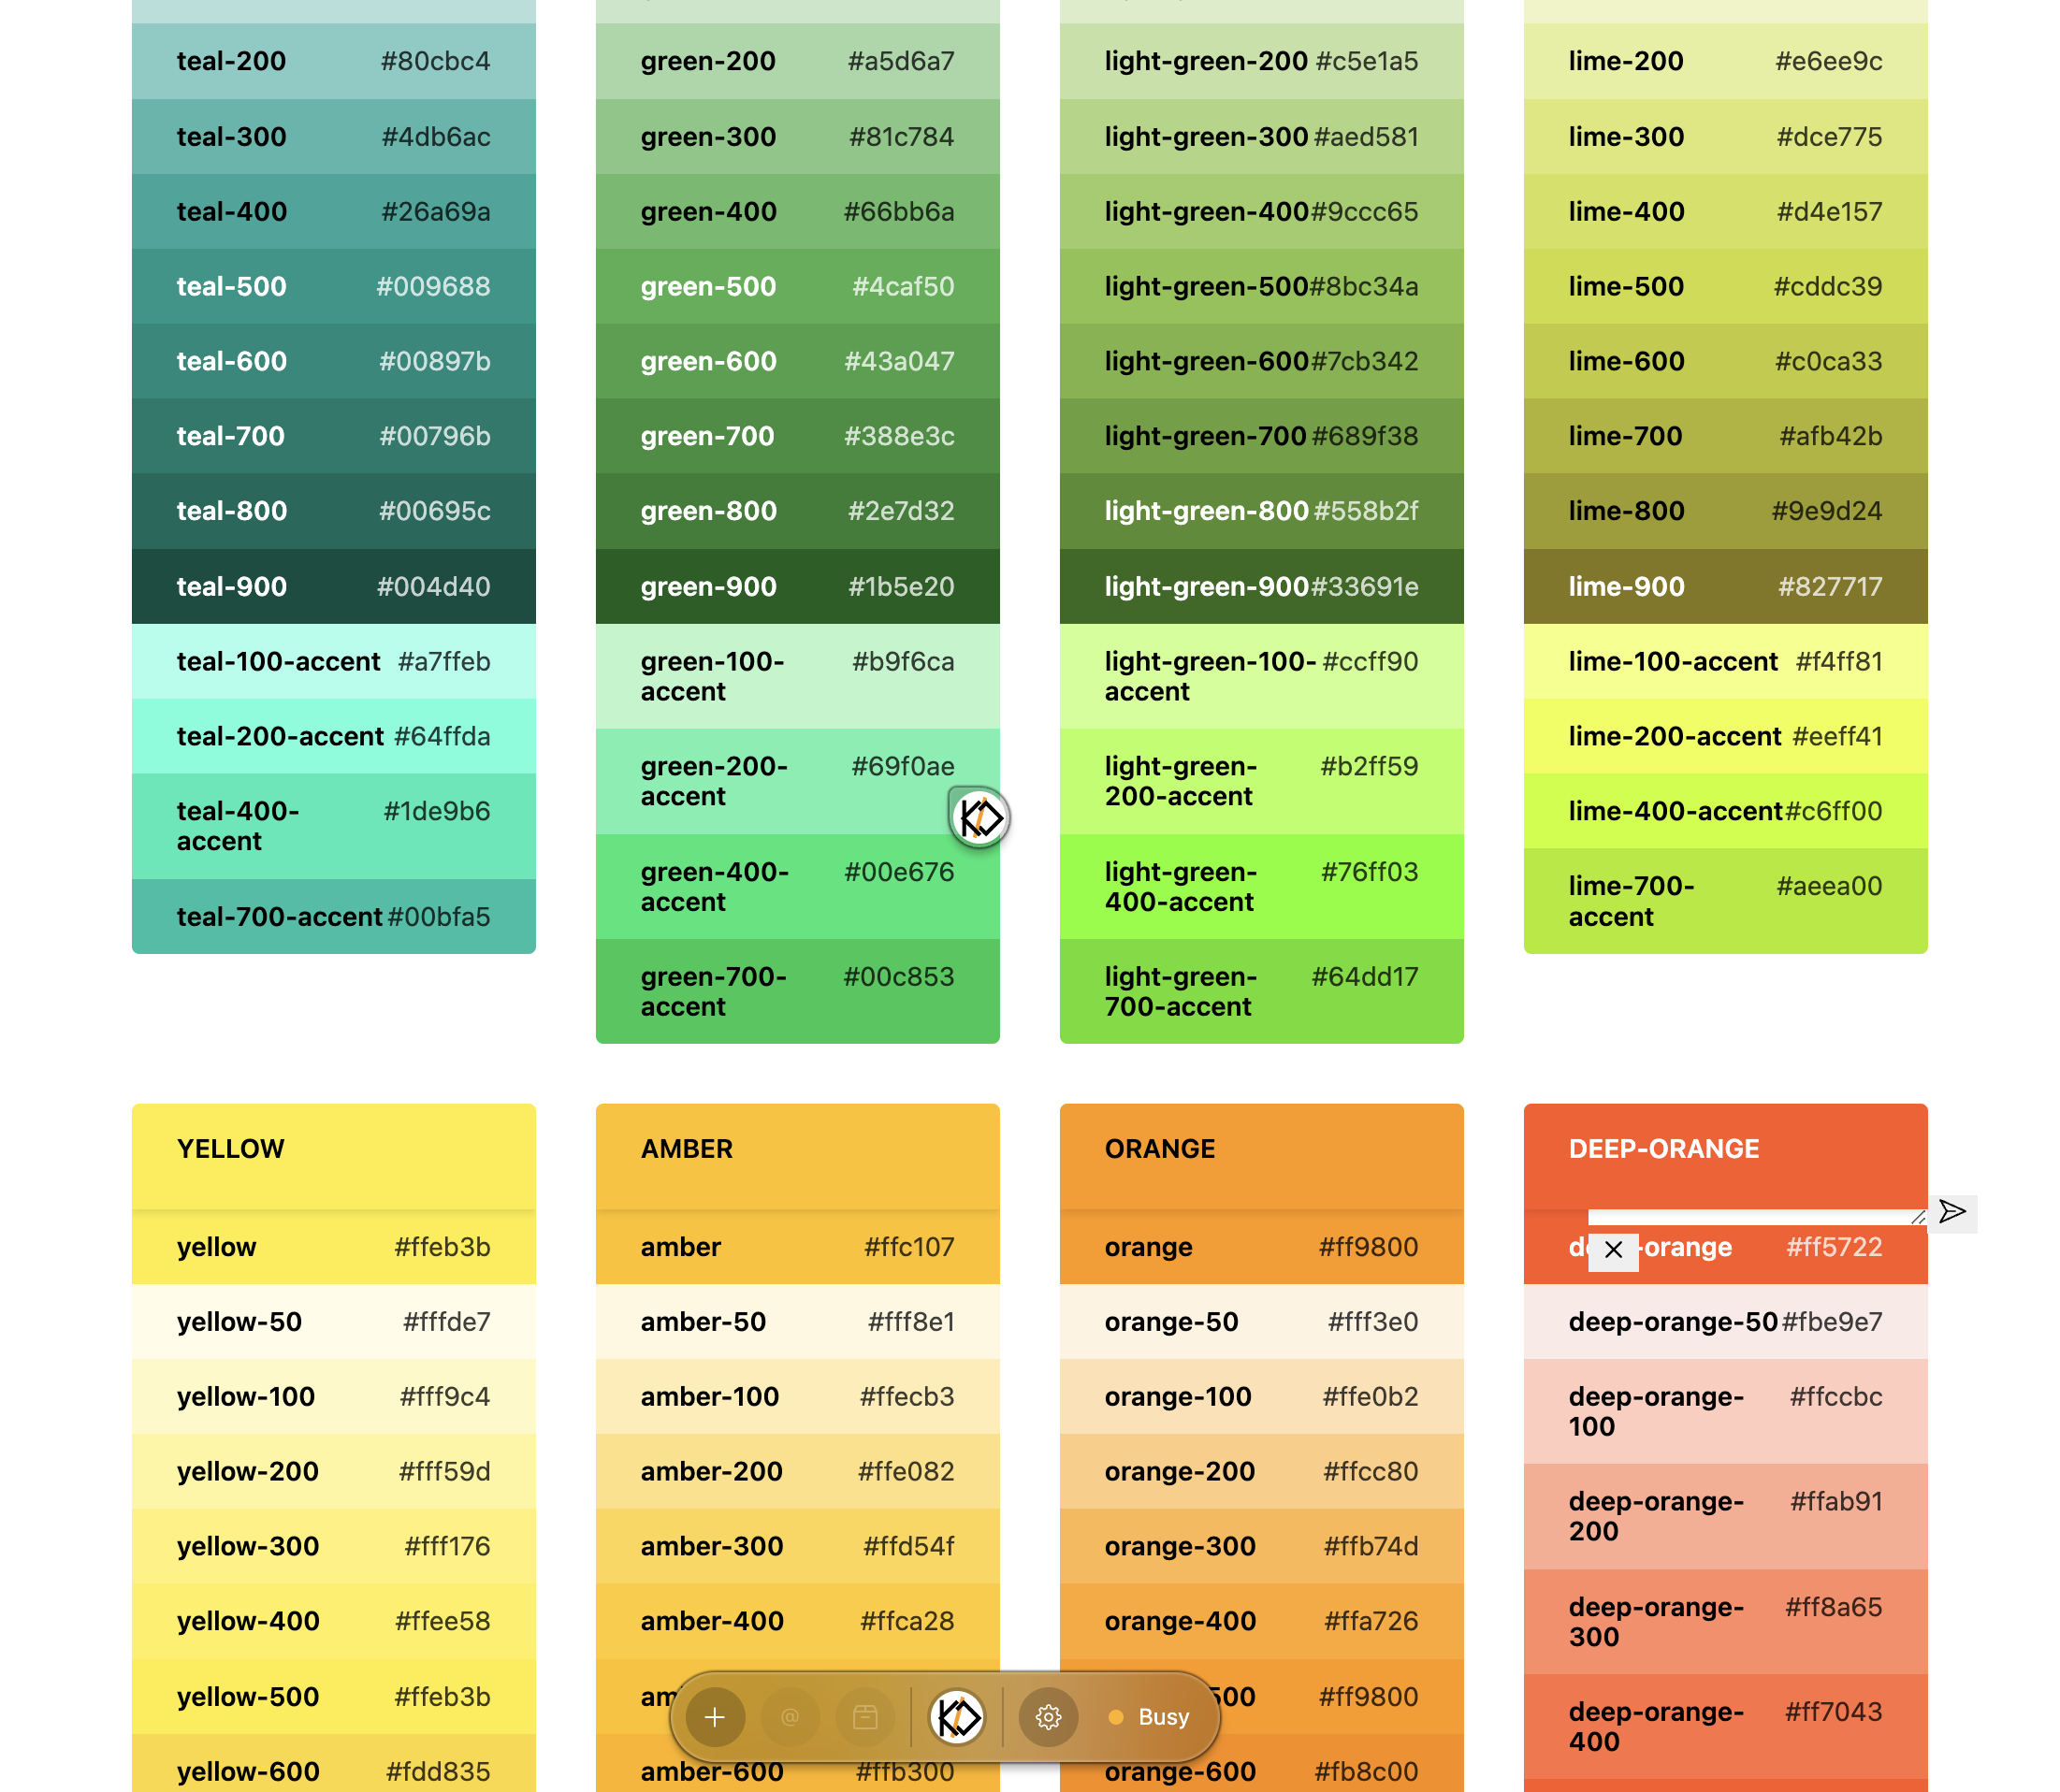 teal-200 #80cbc4
teal-300 #4db6ac
teal-400 #26a69a
teal-500 #009688
teal-600 #00897b
teal-700 #00796b
teal-800 #00695c
teal-900 #004d40
teal-100-accent #a7ffeb
teal-200-accent #64ffda
teal-400- #1de9b6
accent
teal-700-accent #00bfa5
green-200 #a5d6a7
green-300 #81c784
green-400 #66bb6a
green-500 #4caf50
green-600 #43a047
green-700 #388e3c
green-800 #2e7d32
green-900 #1b5e20
green-100- #b9f6ca
accent
green-200- #69f0ae
accent
green-400- #00e676
accent
green-700- #00c853
accent
light-green-200 #c5e1a5
light-green-300 #aed581
light-green-400 #9ccc65
light-green-500 #8bc34a
light-green-600 #7cb342
light-green-700 #689f38
light-green-800 #558b2f
light-green-900 #33691e
light-green-100- #ccff90
accent
light-green- #b2ff59
200-accent
light-green- #76ff03
400-accent
light-green- #64dd17
700-accent
lime-200 #e6ee9c
lime-300 #dce775
lime-400 #d4e157
lime-500 #cddc39
lime-600 #c0ca33
lime-700 #afb42b
lime-800 #9e9d24
lime-900 #827717
lime-100-accent #f4ff81
lime-200-accent #eeff41
lime-400-accent #c6ff00
lime-700- #aeea00
accent
YELLOW
yellow #ffeb3b
yellow-50 #fffde7
yellow-100 #fff9c4
yellow-200 #fff59d
yellow-300 #fff176
yellow-400 #ffee58
yellow-500 #ffeb3b
yellow-600 #fdd835
AMBER
amber #ffc107
amber-50 #fff8e1
amber-100 #ffecb3
amber-200 #ffe082
amber-300 #ffd54f
amber-400 #ffca28
am
amber-600 #ffb300
ORANGE
orange #ff9800
orange-50 #fff3e0
orange-100 #ffe0b2
orange-200 #ffcc80
orange-300 #ffb74d
orange-400 #ffa726
500 #ff9800
orange-600 #fb8c00
DEEP-ORANGE
d -orange #ff5722
deep-orange-50 #fbe9e7
deep-orange- #ffccbc
100
deep-orange- #ffab91
200
deep-orange- #ff8a65
300
deep-orange- #ff7043
400
Busy